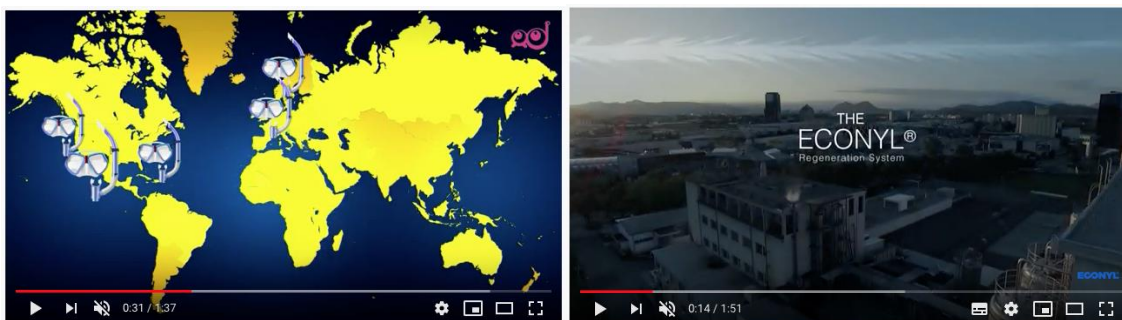 0:31 / 1:37
THE
ECONYL®
Regeneration System
ECONYL®
0:14 / 1:51